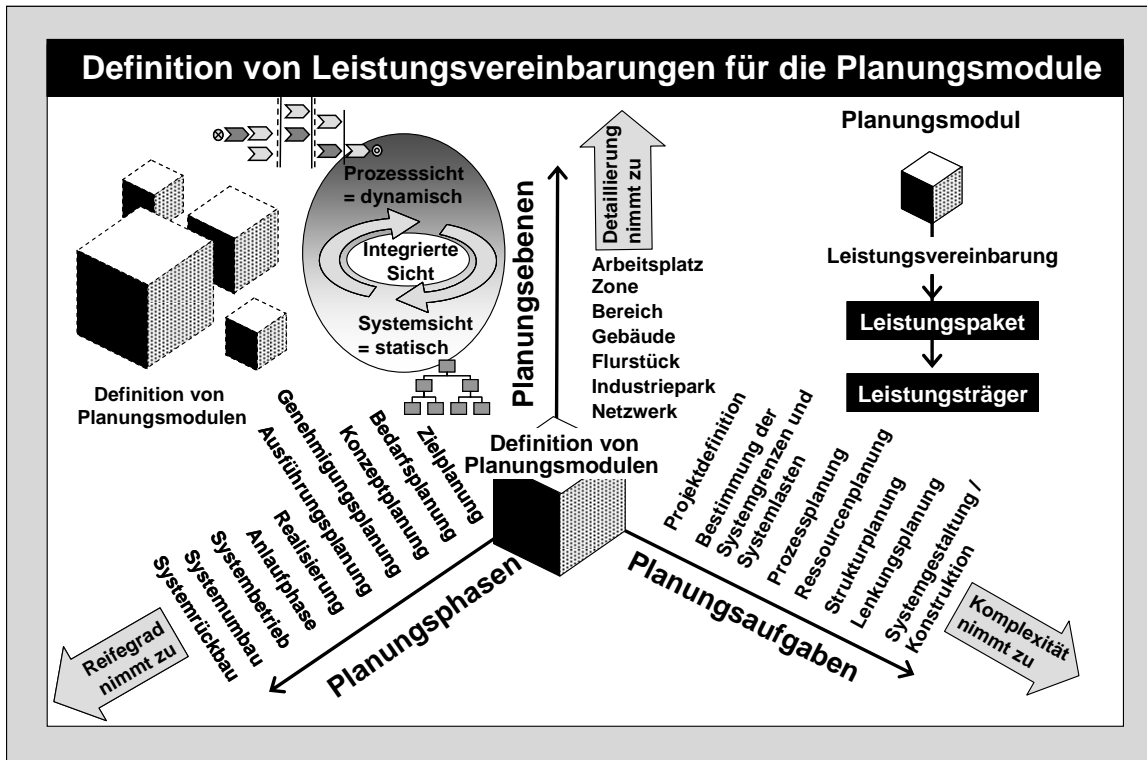 Definition von Leistungsvereinbarungen für die Planungsmodule
Prozesssicht
= dynamisch
Integrierte
Sicht
Systemsicht
= statisch
Definition von
Planungsmodulen
Planungsebenen
Detaillierung
nimmt zu
Arbeitsplatz
Zone
Bereich
Gebäude
Flurstück
Industriepark
Netzwerk
Planungsmodul
Leistungsvereinbarung
Leistungspaket
Leistungsträger
Definition von
Planungsmodulen
Zielplanung
Bedarfsplanung
Konzeptplanung
Genehmigungsplanung
Ausführungsplanung
Realisierung
Anlaufphase
Systembetrieb
Systemumbau
Systemrückbau
Planungsphasen
Reifegrad
nimmt zu
Projektdefinition
Bestimmung der
Systemgrenzen und
Systemlasten
Prozessplanung
Ressourcenplanung
Strukturplanung
Lenkungsplanung
Systemgestaltung /
Konstruktion
Planungsaufgaben
Komplexität
nimmt zu